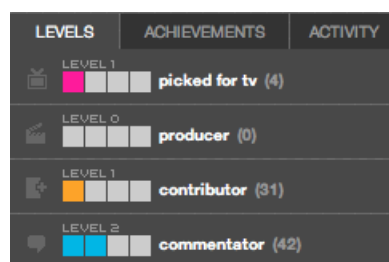 LEVELS ACHIEVEMENTS ACTIVITY
LEVEL 1
picked for tv (4)
LEVEL 0
producer (0)
LEVEL 1
contributor (31)
LEVEL 2
commentator (42)